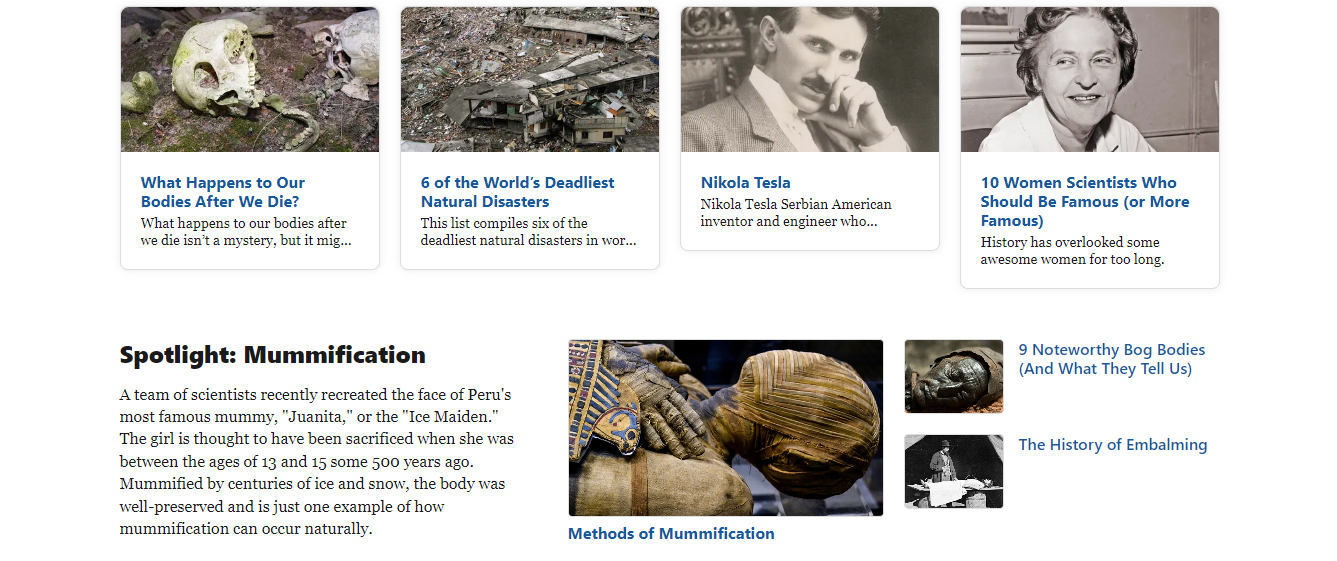 What Happens to Our
Bodies After We Die?
What happens to our bodies after
we die isn’t a mystery, but it mig...
6 of the World’s Deadliest
Natural Disasters
This list compiles six of the
deadliest natural disasters in wor...
Nikola Tesla
Nikola Tesla Serbian American
inventor and engineer who...
10 Women Scientists Who
Should Be Famous (or More
Famous)
History has overlooked some
awesome women for too long.
Spotlight: Mummification
A team of scientists recently recreated the face of Peru's
most famous mummy, "Juanita," or the "Ice Maiden."
The girl is thought to have been sacrificed when she was
between the ages of 13 and 15 some 500 years ago.
Mummified by centuries of ice and snow, the body was
well-preserved and is just one example of how
mummification can occur naturally.
Methods of Mummification
9 Noteworthy Bog Bodies
(And What They Tell Us)
The History of Embalming